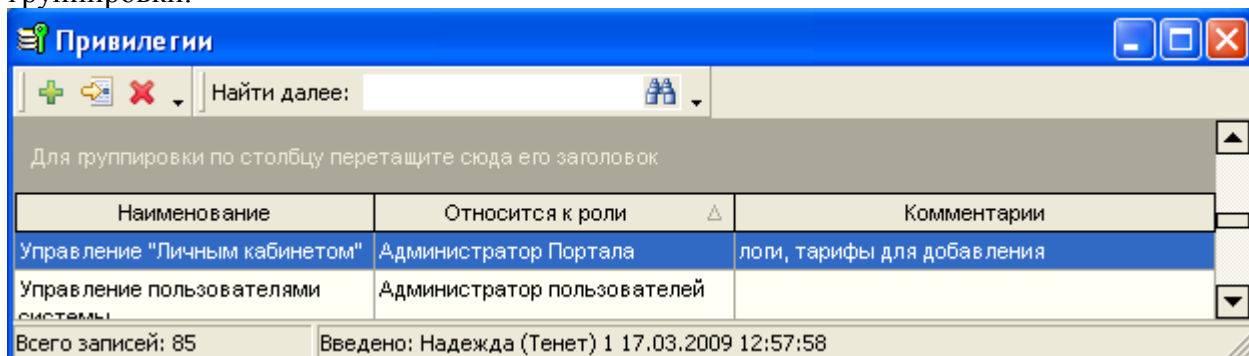 Привилегии
Найти далее:
Для группировки по столбцу перетащите сюда его заголовок
Наименование Относится к роли Комментарии
Управление "Личным кабинетом" Администратор Портала логи, тарифы для добавления
Управление пользователями Администратор пользователей
системы
Всего записей: 85 Введено: Надежда (Тенет) 1 17.03.2009 12:57:58